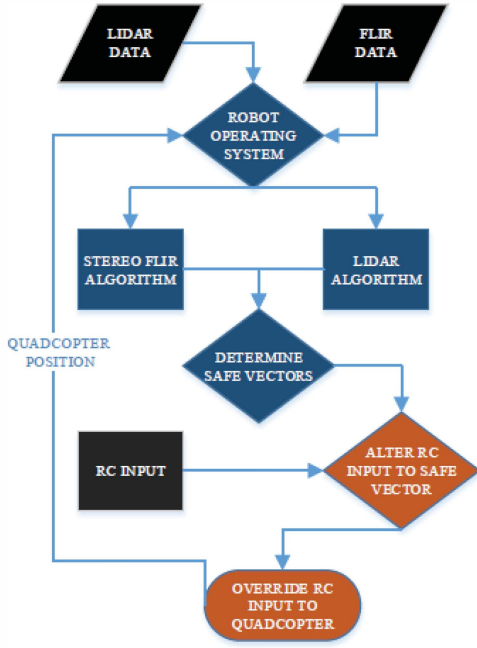 LIDAR
DATA
FLIR
DATA
ROBOT
OPERATING
SYSTEM
STEREO FLIR
ALGORITHM
LIDAR
ALGORITHM
QUADCOPTER
POSITION
DETERMINE
SAFE VECTORS
RC INPUT
ALTER RC
INPUT TO SAFE
VECTOR
OVERRIDE RC
INPUT TO
QUADCOPTER